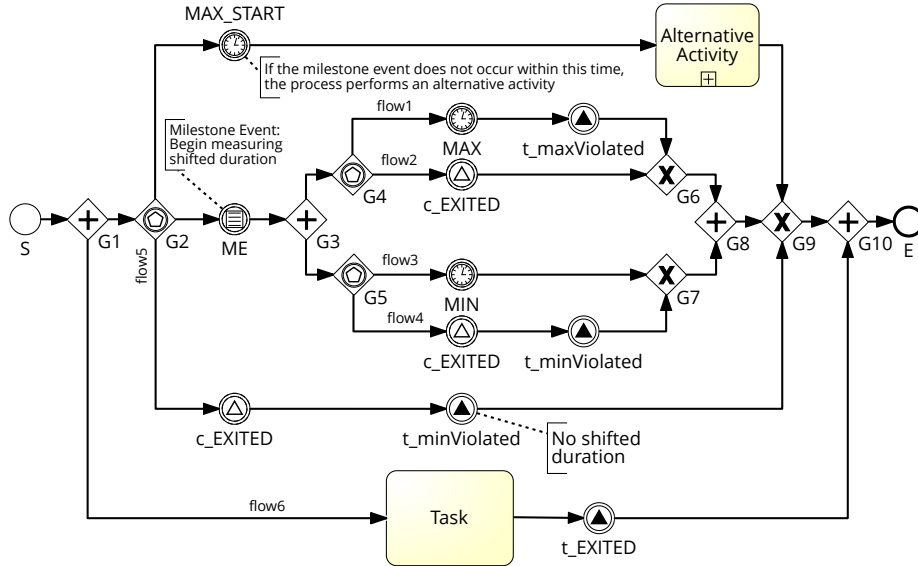 MAX_START
Alternative
Activity
If the milestone event does not occur within this time,
the process performs an alternative activity
flow1
Milestone Event:
Begin measuring
shifted duration
MAX
t_maxViolated
flow2
G4
c_EXITED
G6
S
G1
G2
ME
G3
G8
G9
G10
E
flow5
flow3
G5
MIN
G7
flow4
c_EXITED
t_minViolated
c_EXITED
t_minViolated
No shifted
duration
flow6
Task
t_EXITED